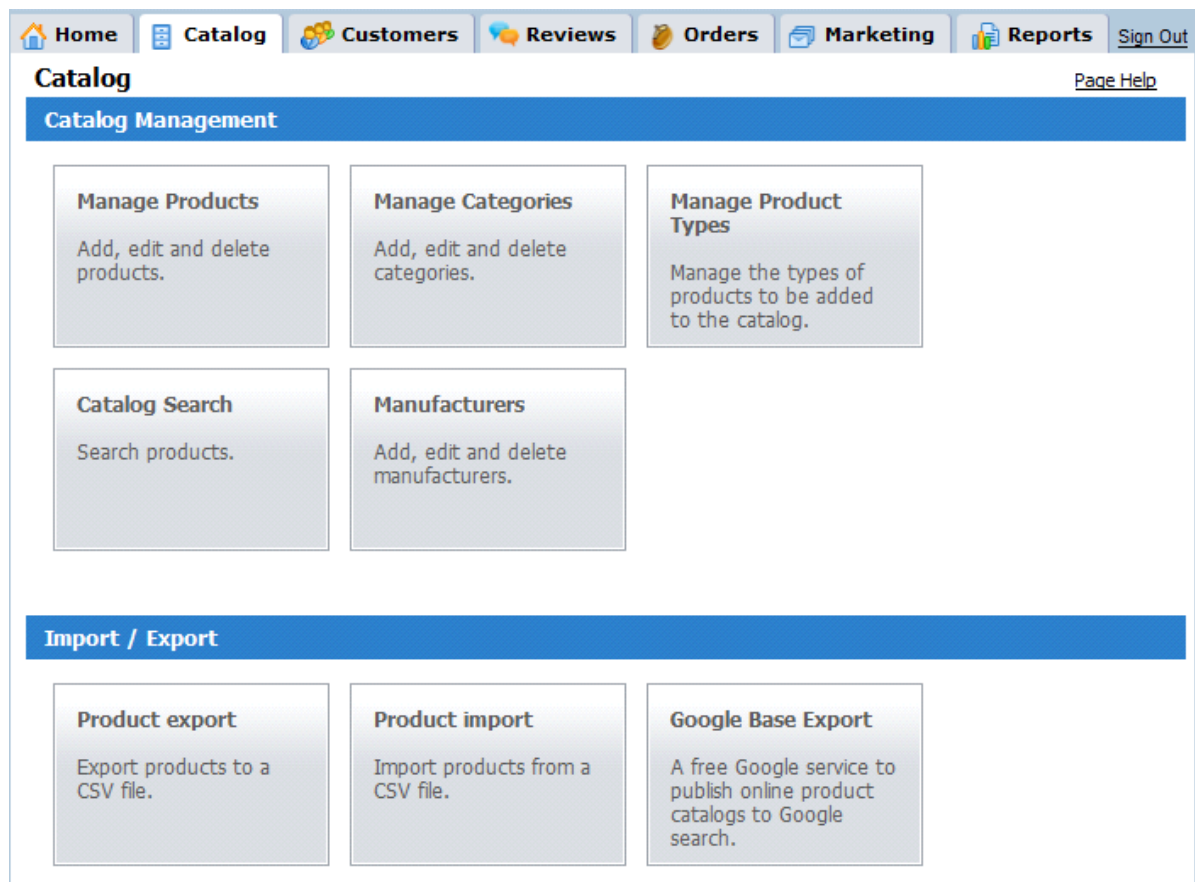 Home Catalog Customers Reviews Orders Marketing Reports Sign Out
Catalog
Page Help
Catalog Management
Manage Products
Add, edit and delete
products.
Manage Categories
Add, edit and delete
categories.
Manage Product
Types
Manage the types of
products to be added
to the catalog.
Catalog Search
Search products.
Manufacturers
Add, edit and delete
manufacturers.
Import / Export
Product export
Export products to a
CSV file.
Product import
Import products from a
CSV file.
Google Base Export
A free Google service to
publish online product
catalogs to Google
search.